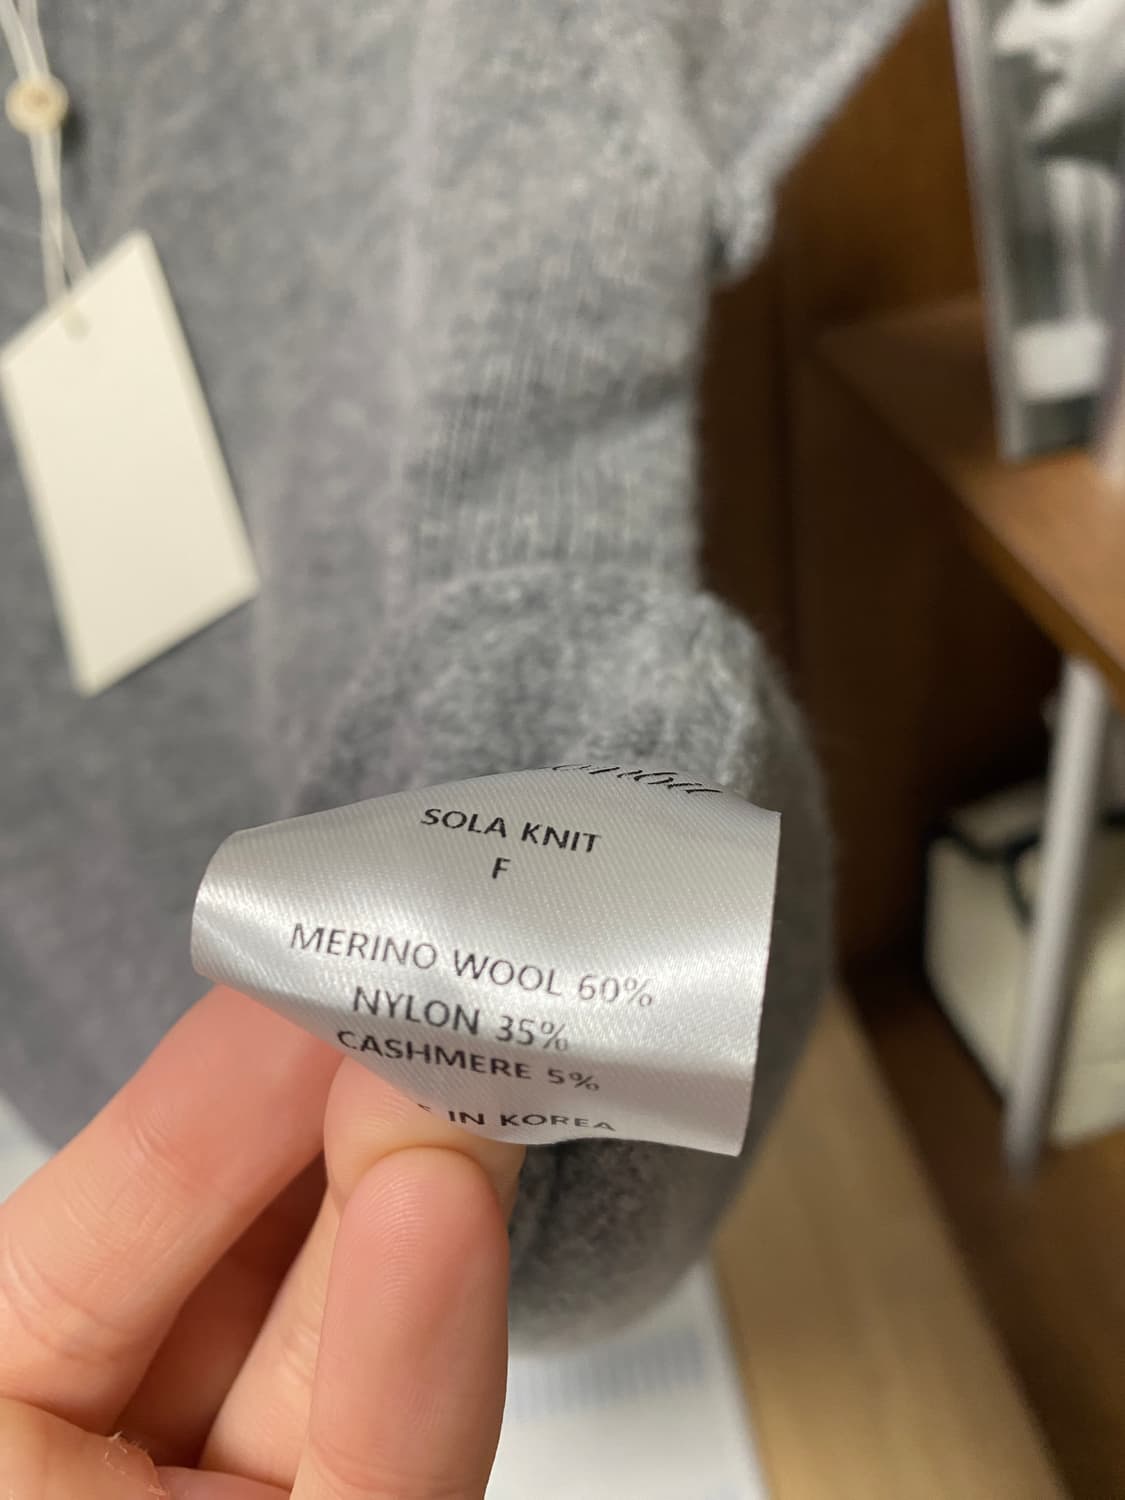 SOLA KNIT
F
MERINO WOOL 60%
NYLON 35%
CASHMERE 5%
IN KOREA